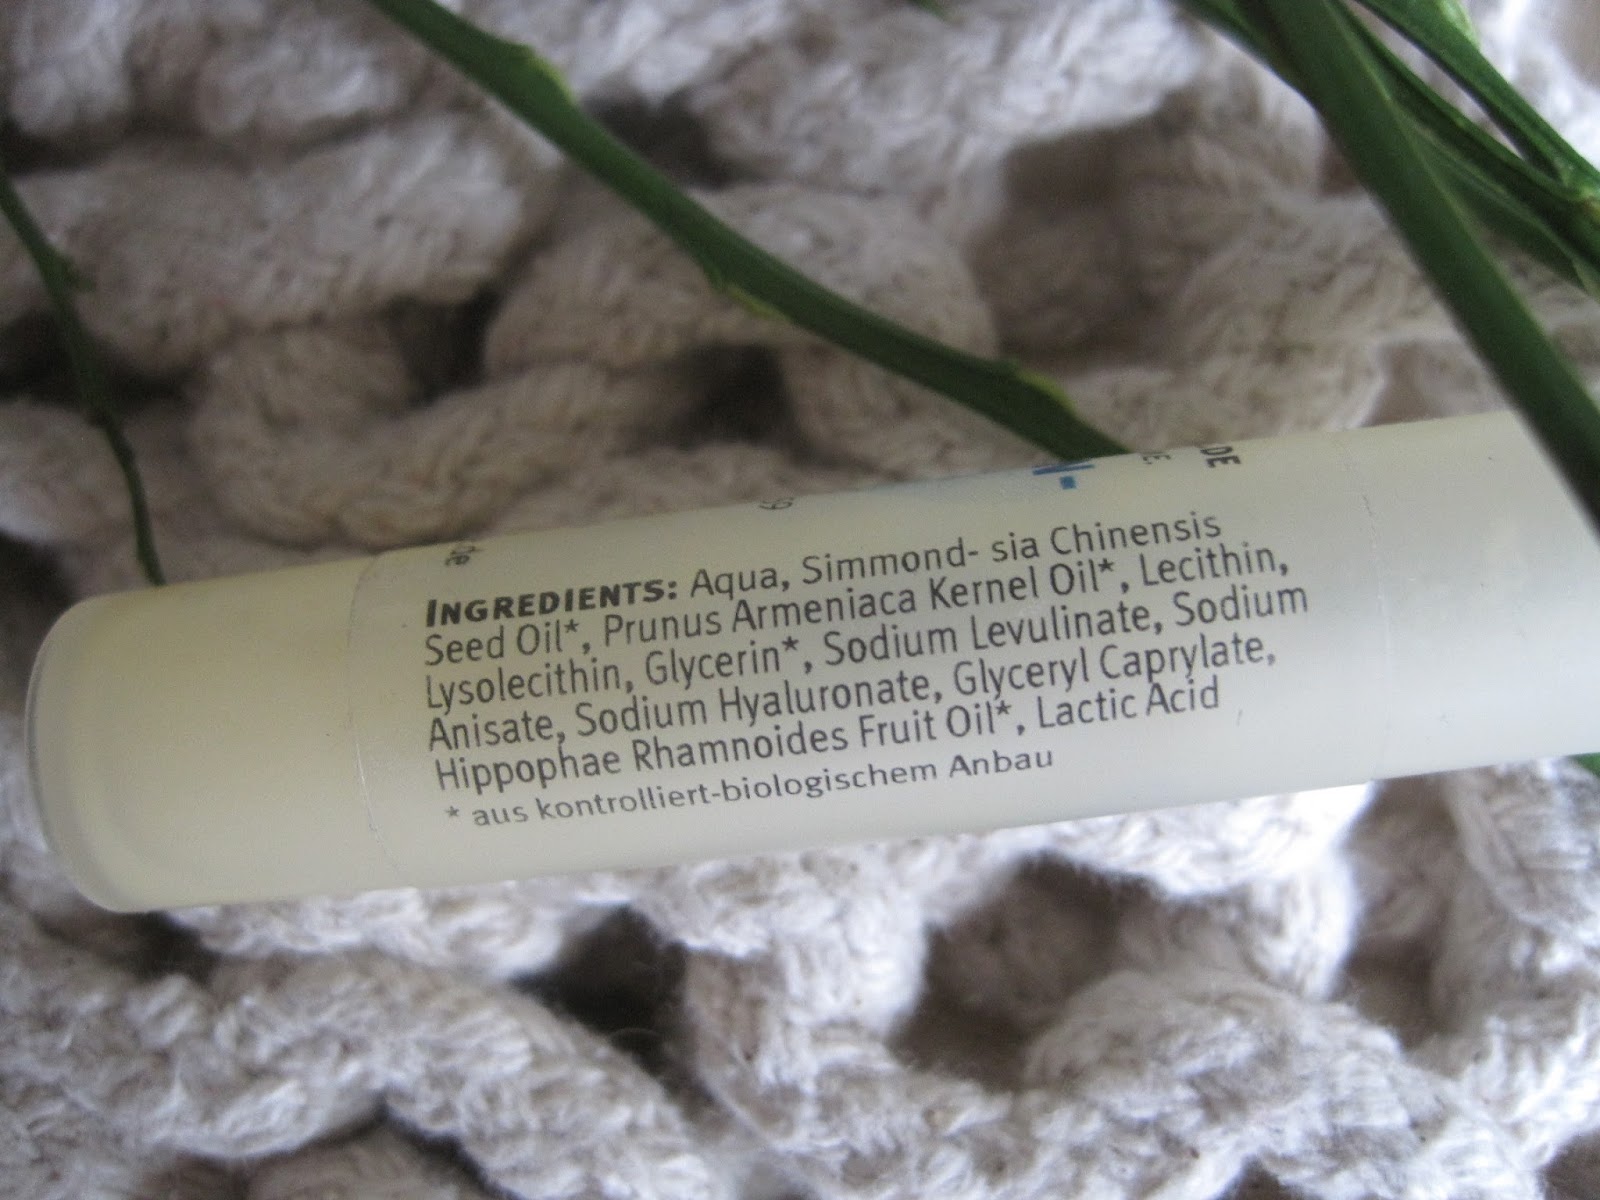 INGREDIENTS: Aqua, Simmond- sia Chinensis
Seed Oil*, Prunus Armeniaca Kernel Oil*, Lecithin,
Lysolecithin, Glycerin*, Sodium Levulinate, Sodium
Anisate, Sodium Hyaluronate, Glyceryl Caprylate,
Hippophae Rhamnoides Fruit Oil*, Lactic Acid
* aus kontrolliert-biologischem Anbau